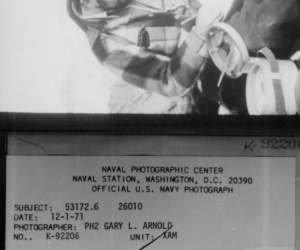 K-92206
NAVAL PHOTOGRAPHIC CENTER
NAVAL STATION, WASHINGTON, D.C. 20390
OFFICIAL U.S. NAVY PHOTOGRAPH
SUBJECT: 53172.6 26010
DATE: 12-1-71
PHOTOGRAPHER: PH2 GARY L. ARNOLD
NO.. K-92206 UNIT: XAM